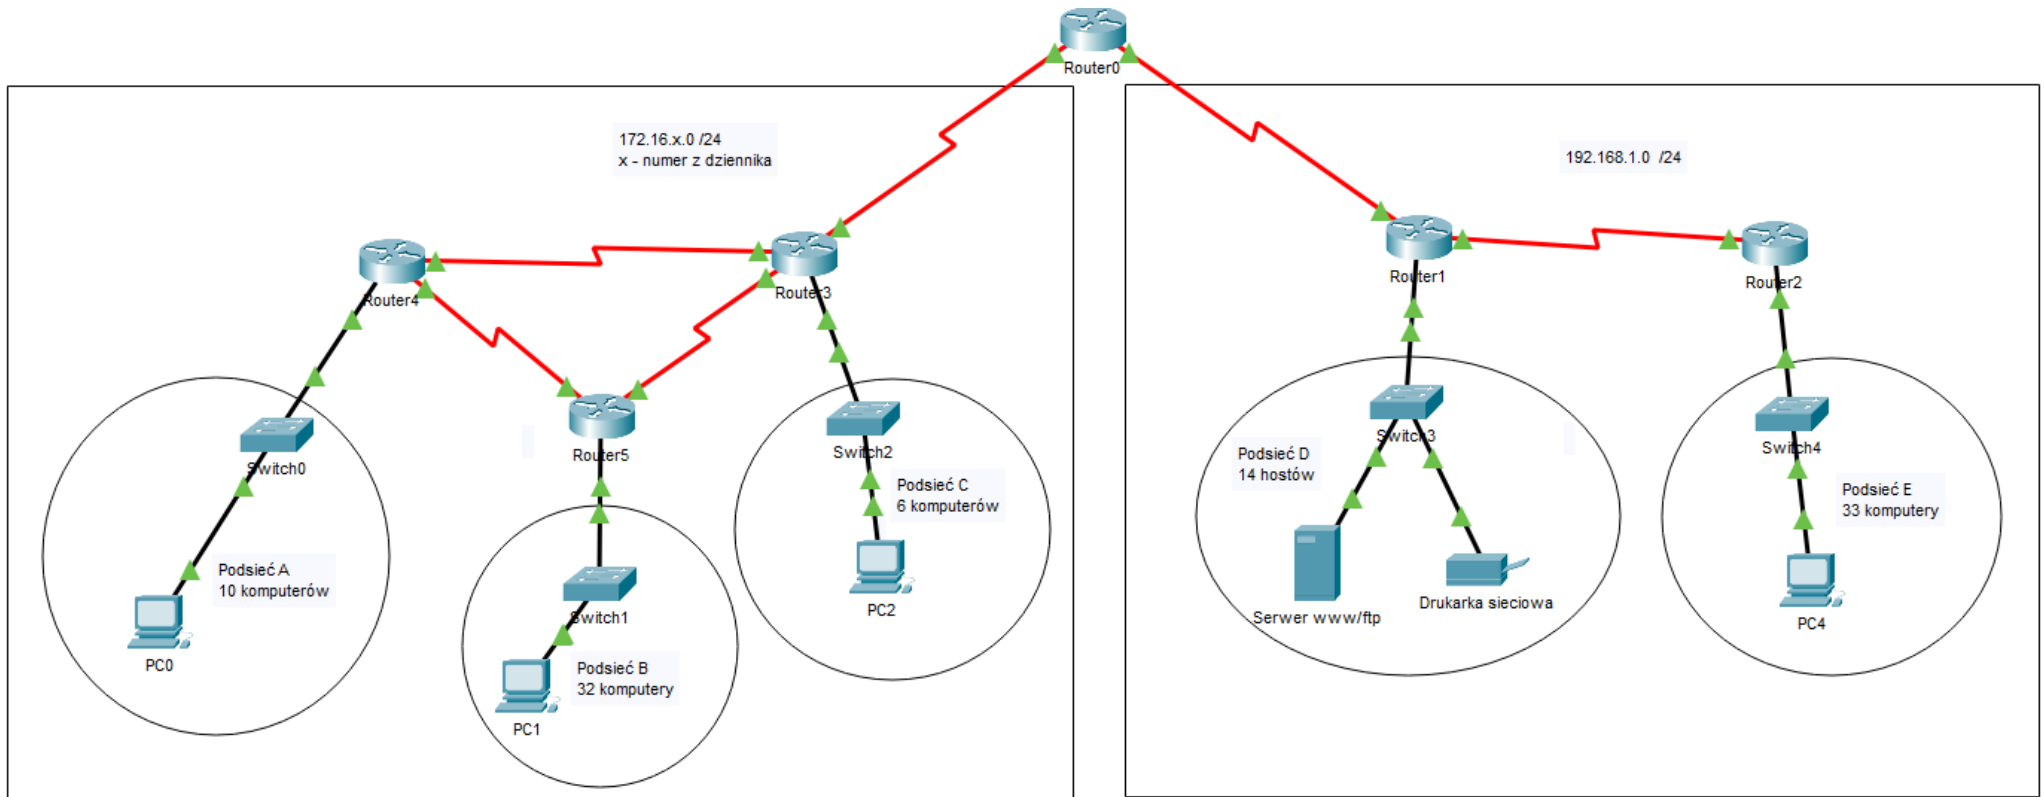 Router0
172.16.x.0 /24
x - numer z dziennika
192.168.1.0 /24
Router4
Router3
Router1
Router2
Switch0
Router5
Switch2
Switch3
Switch4
Podsieć C
6 komputerów
Podsieć D
14 hostów
Podsieć E
33 komputery
Podsieć A
10 komputerów
Switch1
PC2
Serwer www/ftp
Drukarka sieciowa
PC4
PC0
Podsieć B
32 komputery
PC1